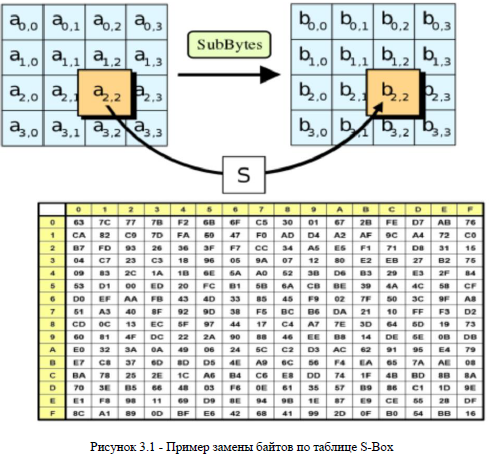 a0,0 a0,1 a0,2 a0,3
a1,0 a1,1 a1,2 a1,3
a2,0 a2,1 a2,2 a2,3
a3,0 a3,1 a3,2 a3,3
SubBytes
b0,0 b0,1 b0,2 b0,3
b1,0 b1,1 b1,2 b1,3
b2,0 b2,1 b2,2 b2,3
b3,0 b3,1 b3,2 b3,3
S
0 1 2 3 4 5 6 7 8 9 A B C D E F
0 63 7C 77 7B F2 6B 6F C5 30 01 67 2B FE D7 AB 76
1 CA 82 C9 7D FA 59 47 F0 AD D4 A2 AF 9C A4 72 C0
2 B7 FD 93 26 36 3F F7 CC 34 A5 E5 F1 71 D8 31 15
3 04 C7 23 C3 18 96 05 9A 07 12 80 E2 EB 27 B2 75
4 09 83 2C 1A 1B 6E 5A A0 52 3B D6 B3 29 E3 2F 84
5 53 D1 00 ED 20 FC B1 5B 6A CB BE 39 4A 4C 58 CF
6 D0 EF AA FB 43 4D 33 85 45 F9 02 7F 50 3C 9F A8
7 51 A3 40 8F 92 9D 38 F5 BC B6 DA 21 10 FF F3 D2
8 CD 0C 13 EC 5F 97 44 17 C4 A7 7E 3D 64 5D 19 73
9 60 81 4F DC 22 2A 90 88 46 EE B8 14 DE 5E 0B DB
A E0 32 3A 0A 49 06 24 5C C2 D3 AC 62 91 95 E4 79
B E7 C8 37 6D 8D D5 4E A9 6C 56 F4 EA 65 7A AE 08
C BA 78 25 2E 1C A6 B4 C6 E8 DD 74 1F 4B BD 8B 8A
D 70 3E B5 66 48 03 F6 0E 61 35 57 B9 86 C1 1D 9E
E E1 F8 98 11 69 D9 8E 94 9B 1E 87 E9 CE 55 28 DF
F 8C A1 89 0D BF E6 42 68 41 99 2D 0F B0 54 BB 16
Рисунок 3.1 - Пример замены байтов по таблице S-Box